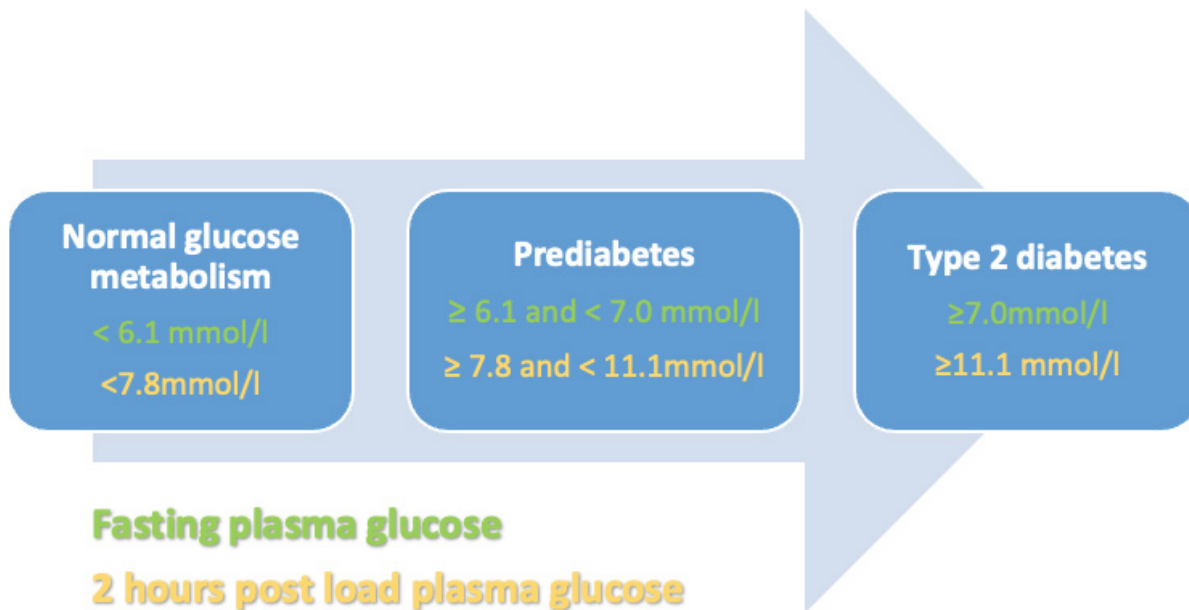 Normal glucose
metabolism
< 6.1 mmol/l
<7.8mmol/l
Prediabetes
≥ 6.1 and < 7.0 mmol/l
≥ 7.8 and < 11.1mmol/l
Type 2 diabetes
≥7.0mmol/l
≥11.1 mmol/l
Fasting plasma glucose
2 hours post load plasma glucose